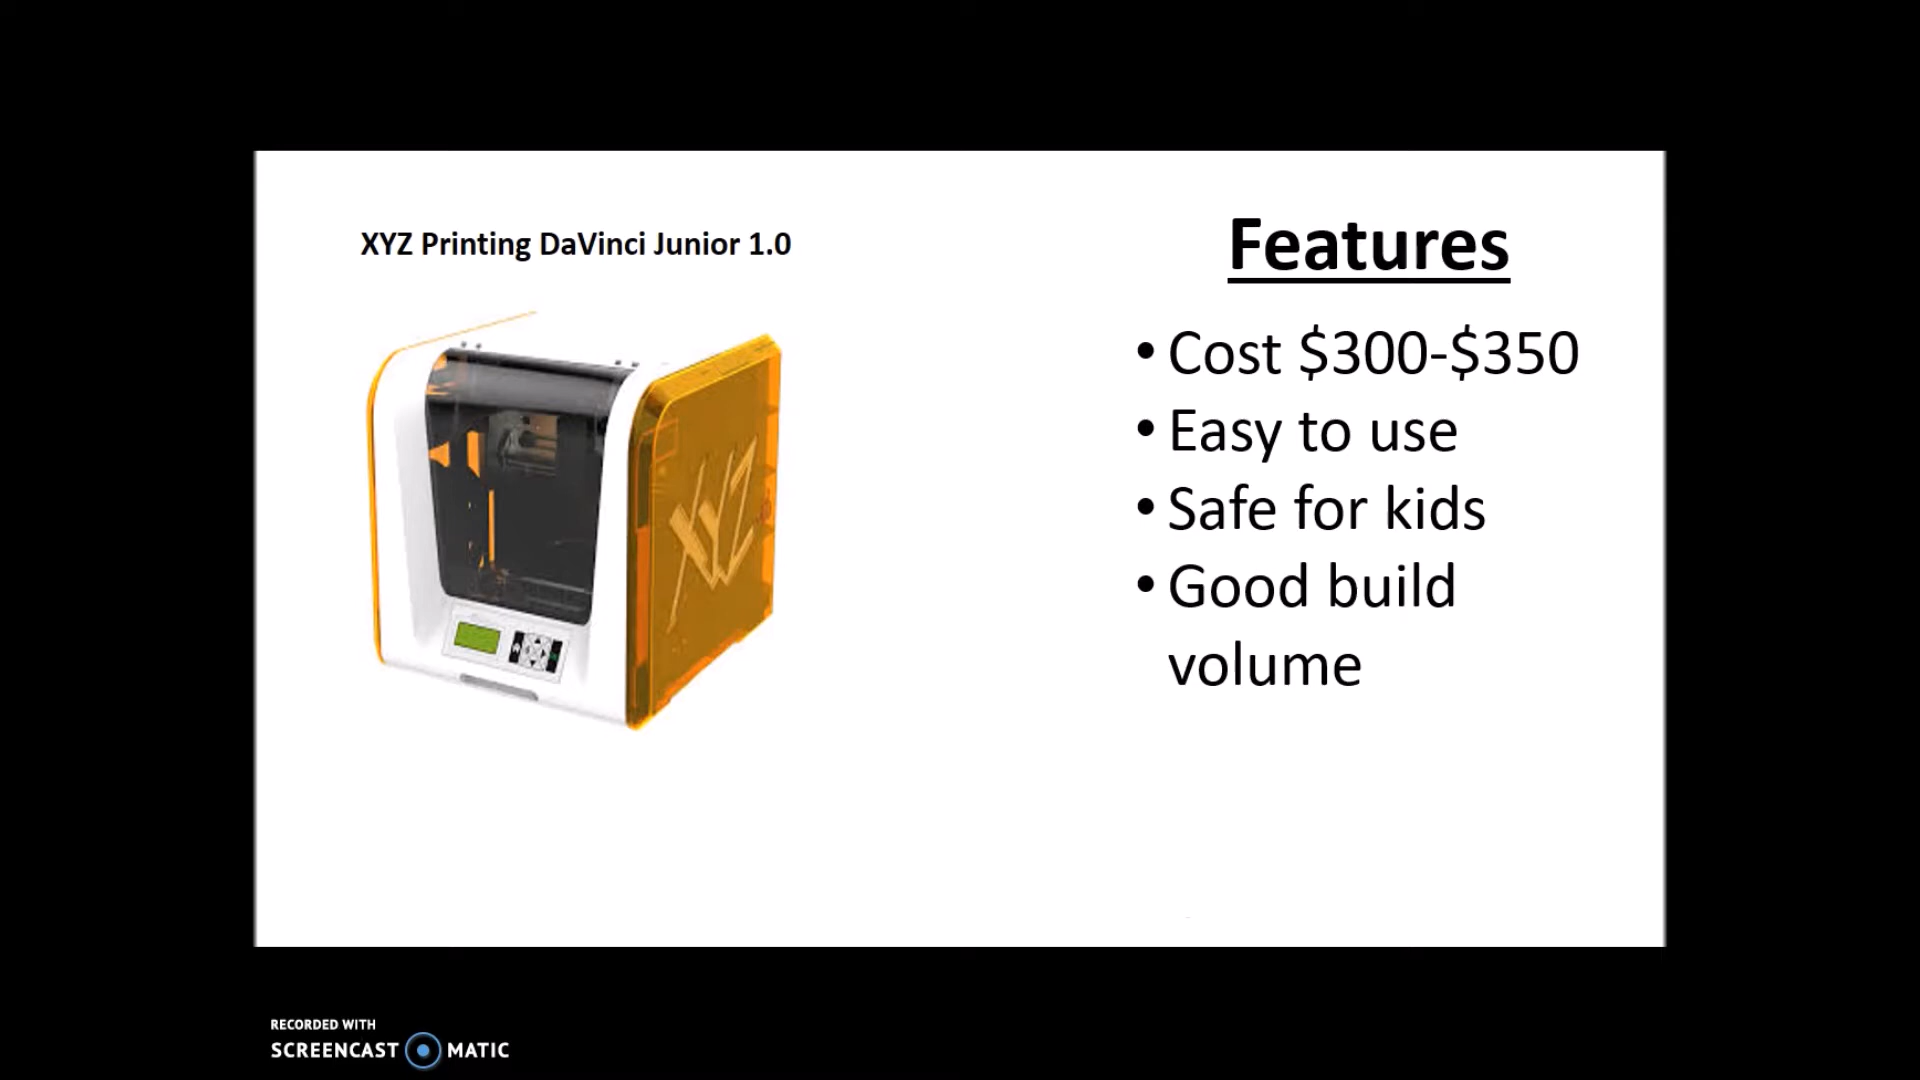 XYZ Printing DaVinci Junior 1.0
XYZ
Features
• Cost $300-$350
• Easy to use
• Safe for kids
• Good build
volume
RECORDED WITH
SCREENCAST MATIC